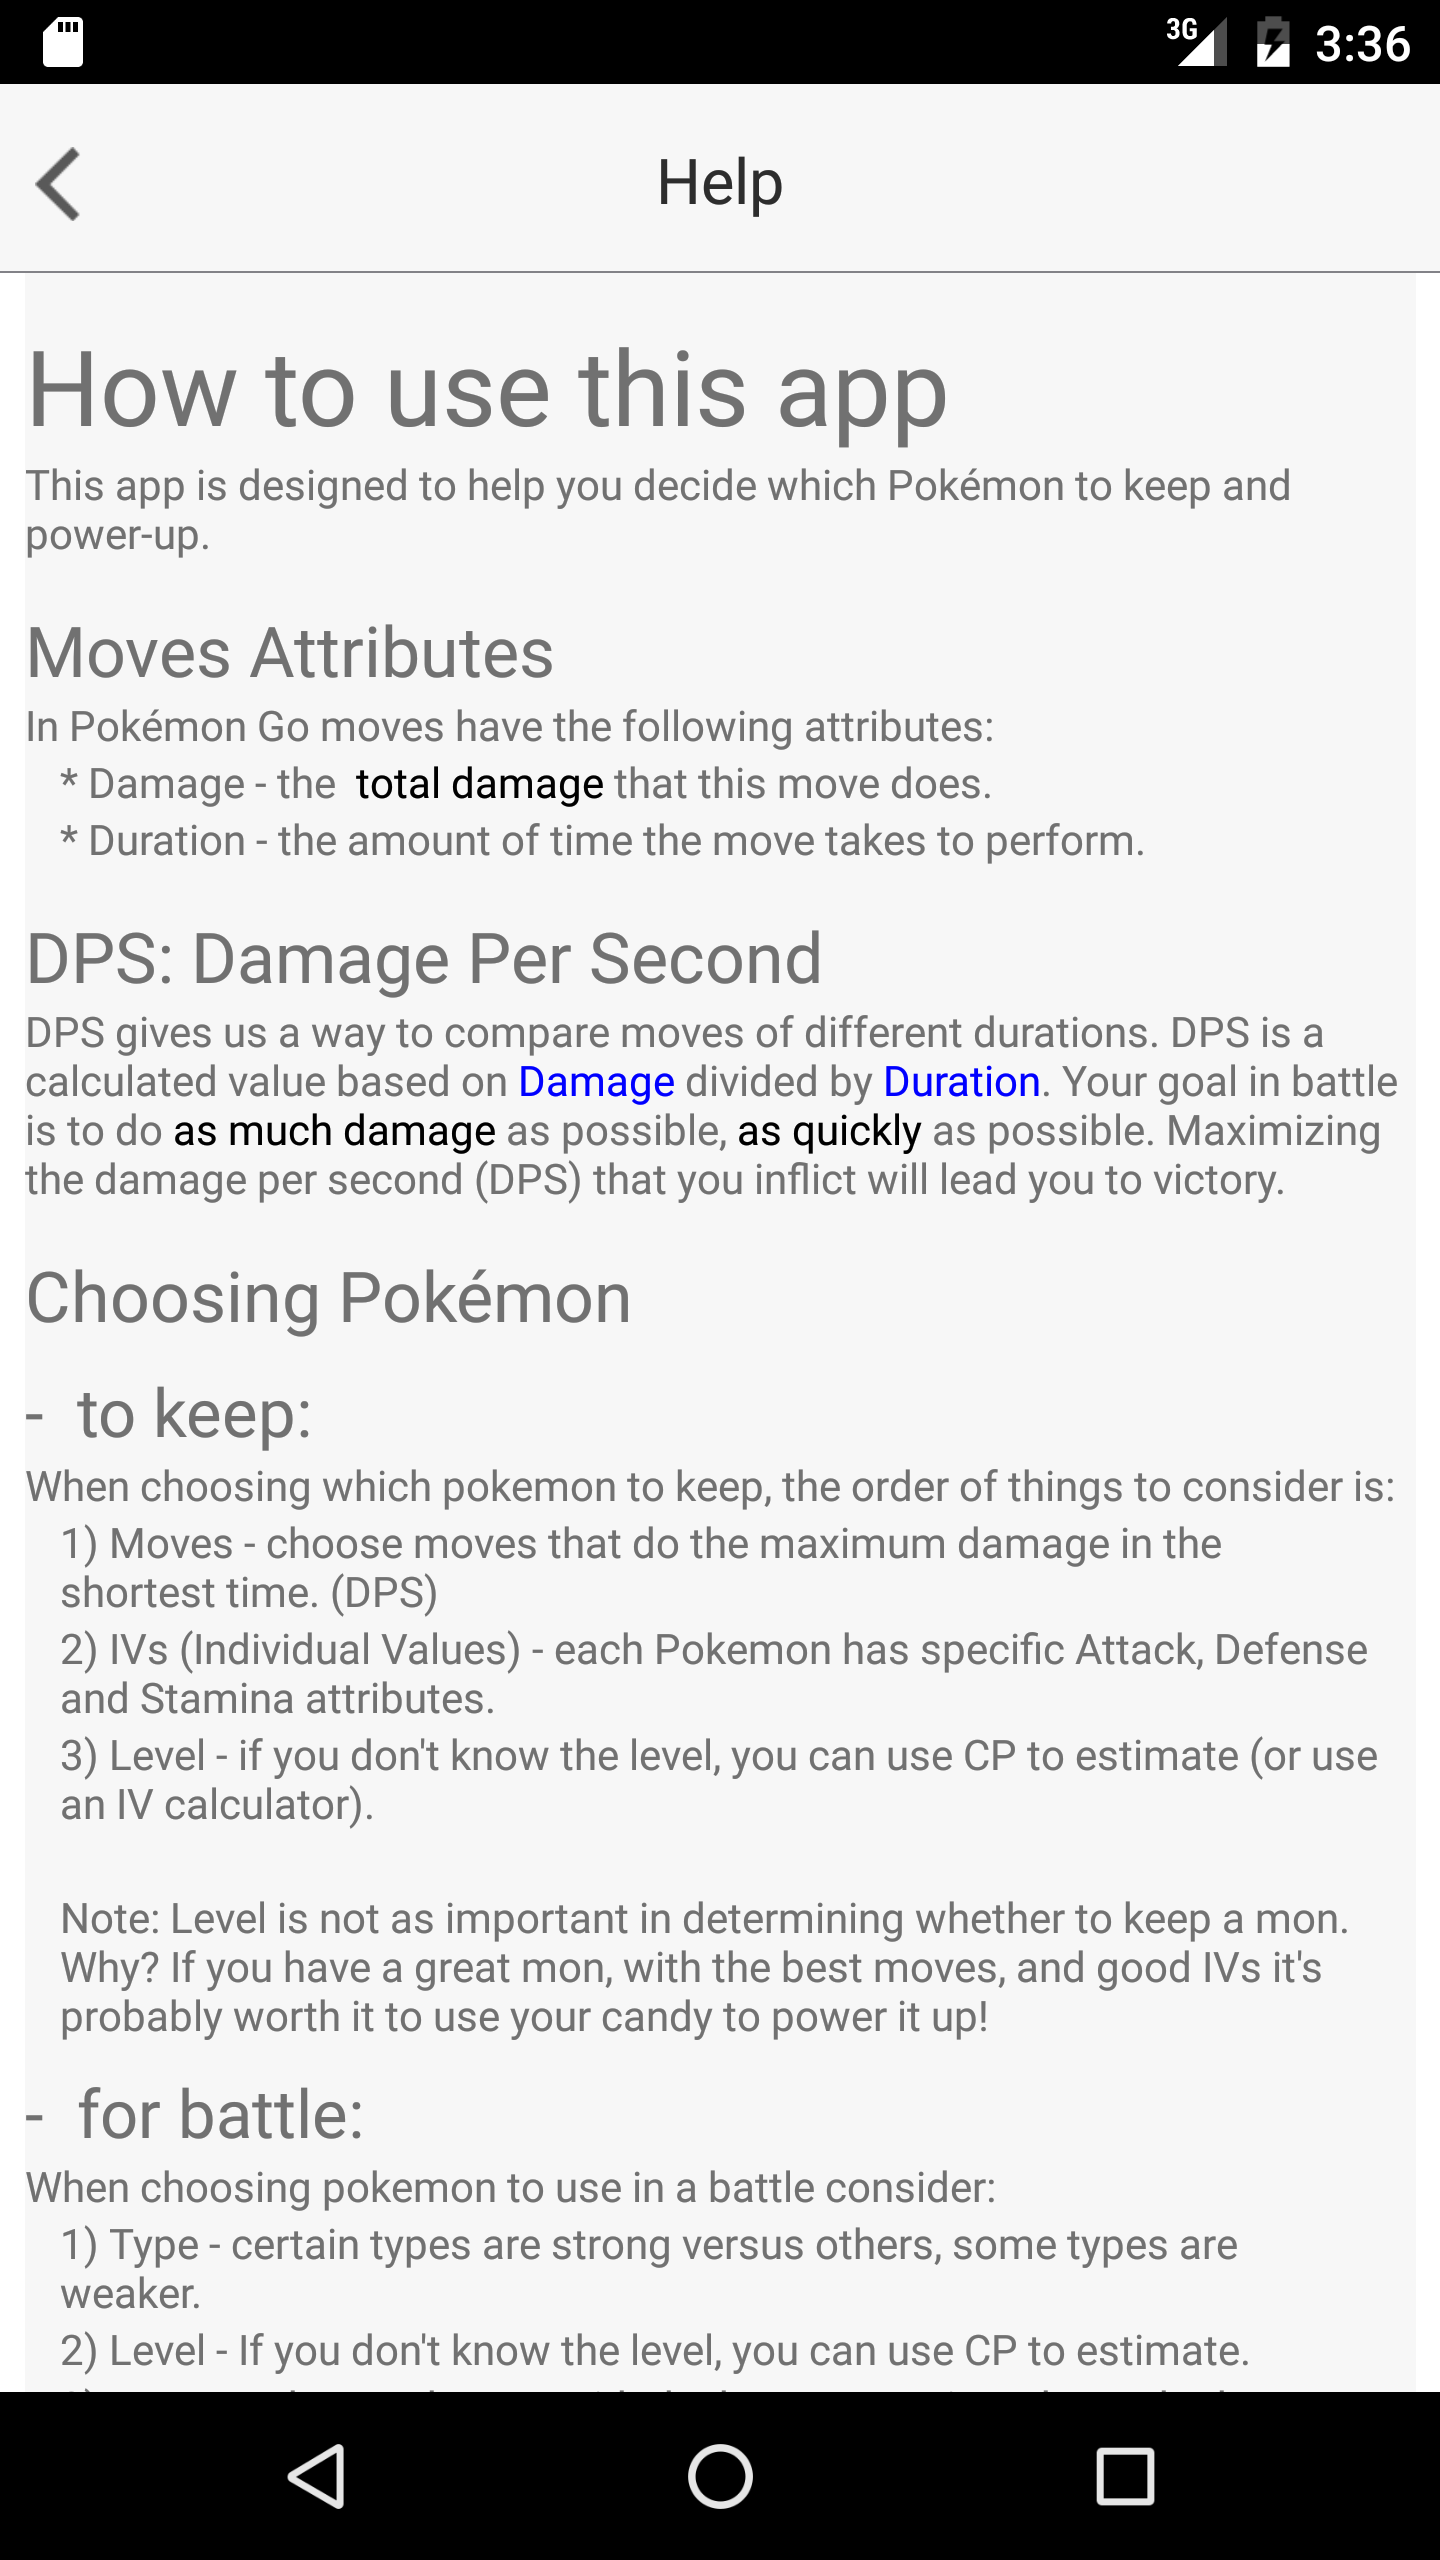 3G 3:36
Help
How to use this app
This app is designed to help you decide which Pokémon to keep and
power-up.
Moves Attributes
In Pokémon Go moves have the following attributes:
* Damage - the  total damage that this move does.
* Duration - the amount of time the move takes to perform.
DPS: Damage Per Second
DPS gives us a way to compare moves of different durations. DPS is a
calculated value based on Damage divided by Duration. Your goal in battle
is to do as much damage as possible, as quickly as possible. Maximizing
the damage per second (DPS) that you inflict will lead you to victory.
Choosing Pokémon
-  to keep:
When choosing which pokemon to keep, the order of things to consider is:
1) Moves - choose moves that do the maximum damage in the
shortest time. (DPS)
2) IVs (Individual Values) - each Pokemon has specific Attack, Defense
and Stamina attributes.
3) Level - if you don't know the level, you can use CP to estimate (or use
an IV calculator).
Note: Level is not as important in determining whether to keep a mon.
Why? If you have a great mon, with the best moves, and good IVs it's
probably worth it to use your candy to power it up!
-  for battle:
When choosing pokemon to use in a battle consider:
1) Type - certain types are strong versus others, some types are
weaker.
2) Level - If you don't know the level, you can use CP to estimate.